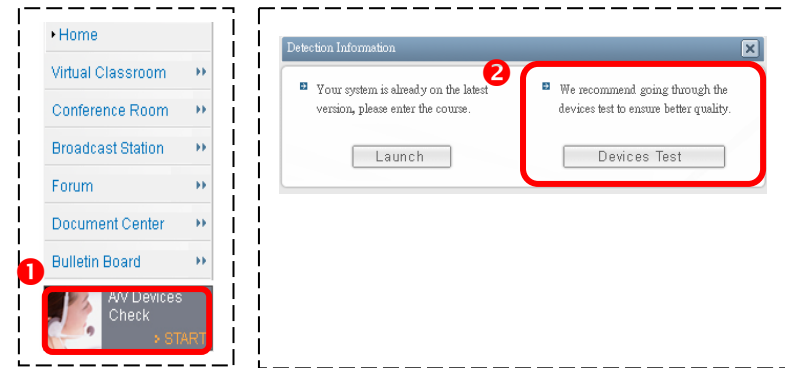 Home
Virtual Classroom
Conference Room
Broadcast Station
Forum
Document Center
Bulletin Board
1
A/V Devices
Check
START
Detection Information
2
Your system is already on the latest
version, please enter the course.
Launch
We recommend going through the
devices test to ensure better quality.
Devices Test